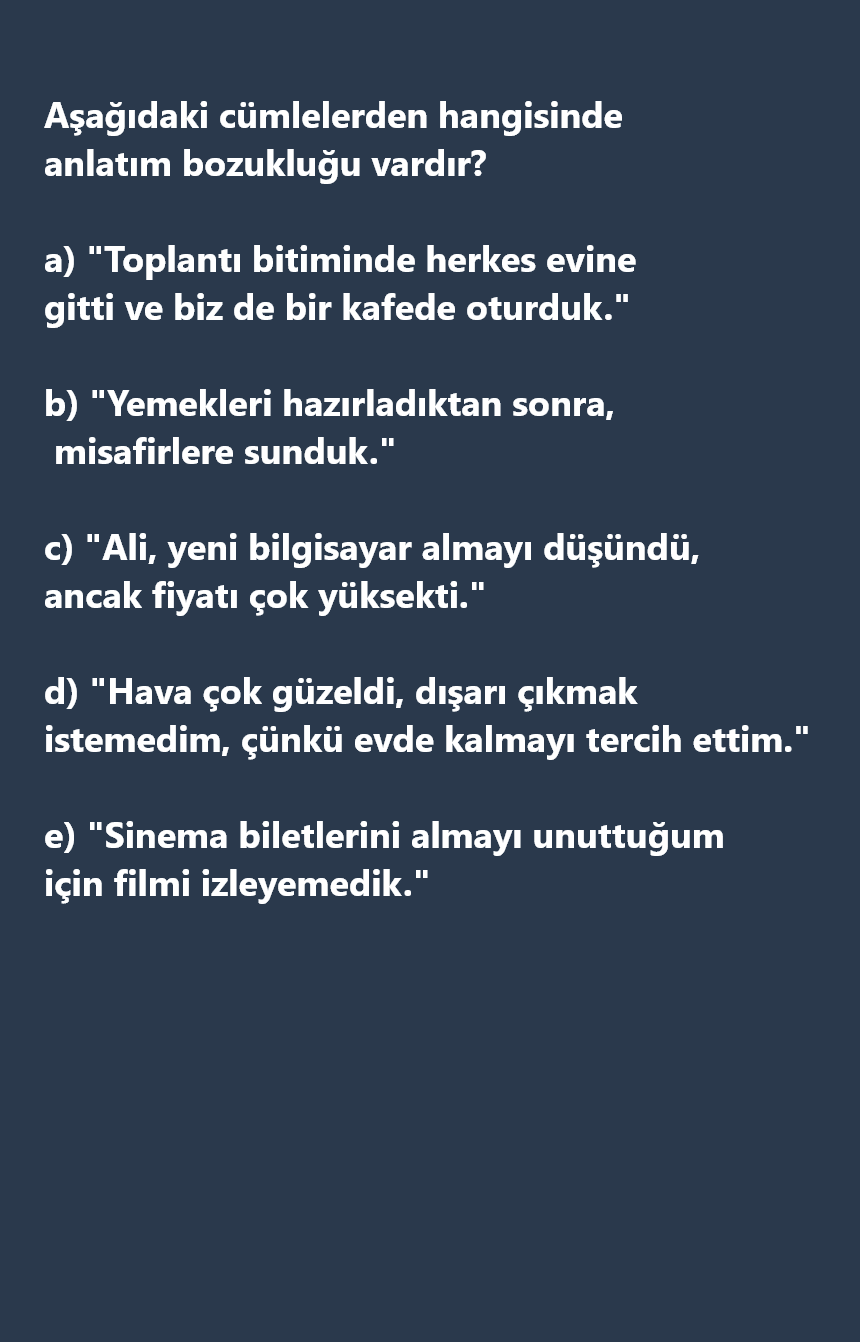 Aşağıdaki cümlelerden hangisinde
anlatım bozukluğu vardır?
a) "Toplantı bitiminde herkes evine
gitti ve biz de bir kafede oturduk."
b) "Yemekleri hazırladıktan sonra,
misafirlere sunduk."
c) "Ali, yeni bilgisayar almayı düşündü,
ancak fiyatı çok yüksekti."
d) "Hava çok güzeldi, dışarı çıkmak
istemedim, çünkü evde kalmayı tercih ettim."
e) "Sinema biletlerini almayı unuttuğum
için filmi izleyemedik."